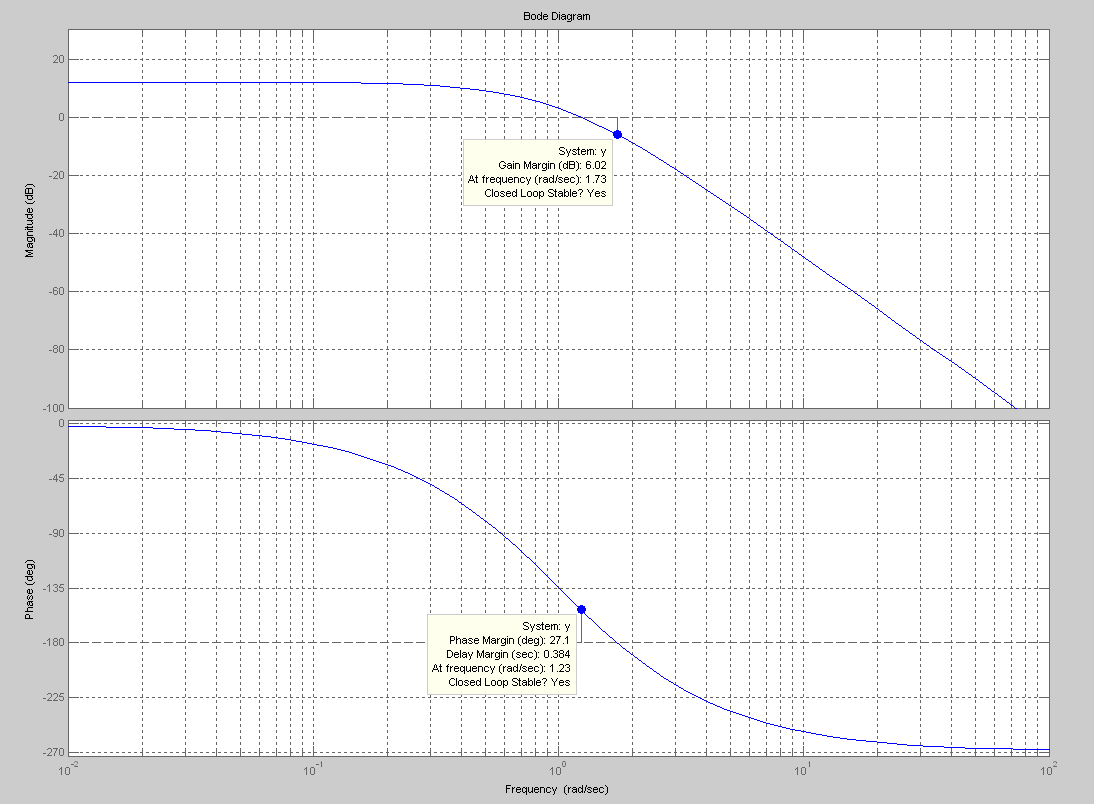 Bode Diagram
20
0
-20
-40
-60
-80
-100
Magnitude (dB)
System: y
Gain Margin (dB): 6.02
At frequency (rad/sec): 1.73
Closed Loop Stable? Yes
0
-45
-90
-135
-180
-225
-270
Phase (deg)
System: y
Phase Margin (deg): 27.1
Delay Margin (sec): 0.384
At frequency (rad/sec): 1.23
Closed Loop Stable? Yes
10^-2 10^-1 10^0 10^1 10^2
Frequency (rad/sec)